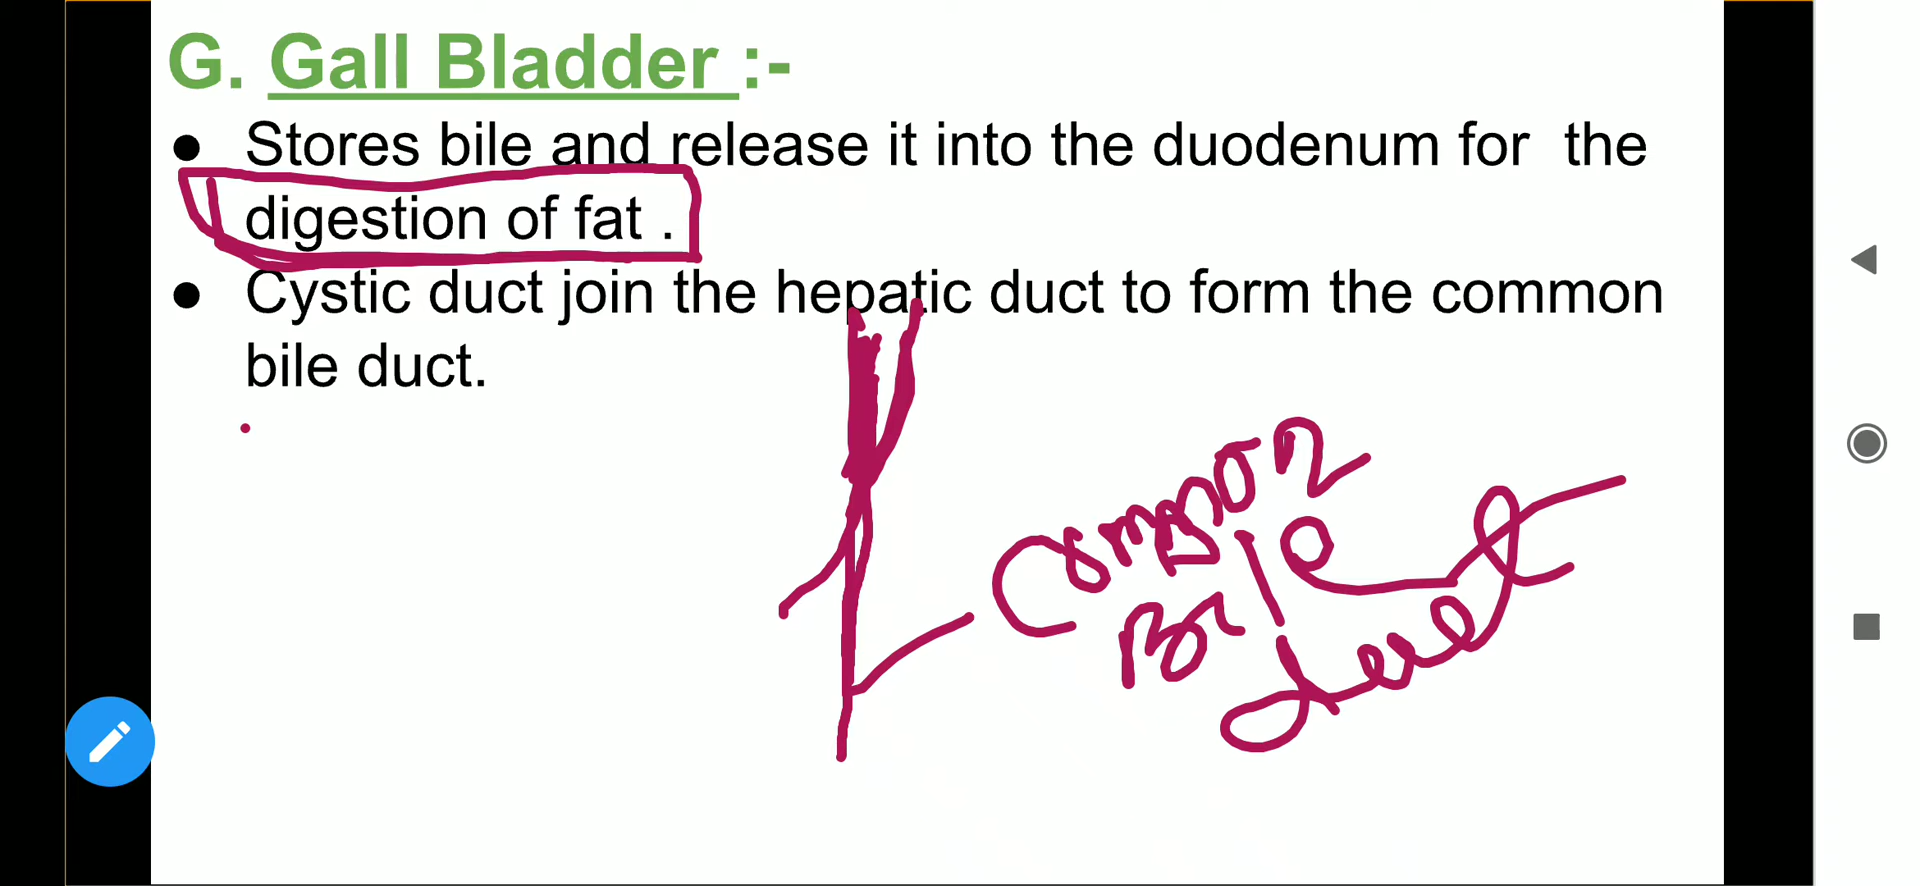 G. Gall Bladder :-
● Stores bile and release it into the duodenum for the
digestion of fat .
● Cystic duct join the hepatic duct to form the common
bile duct.
Common
Bile
duct